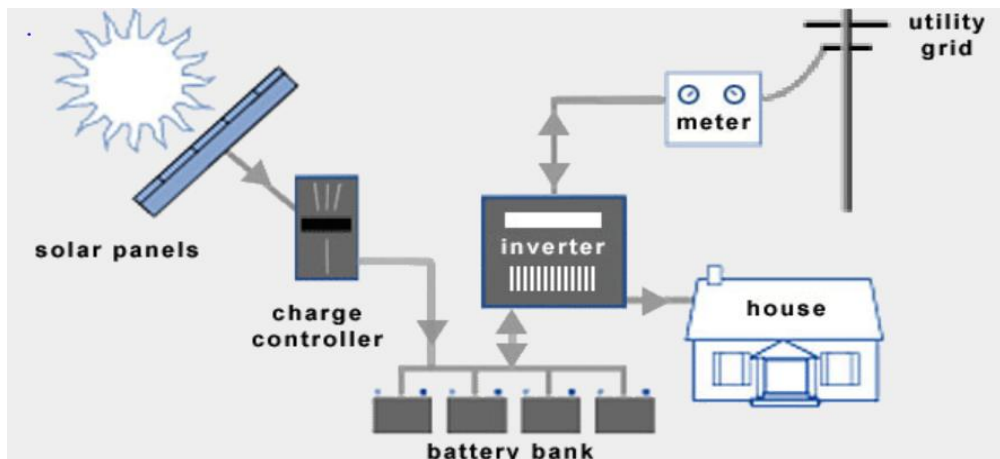 utility
grid
meter
solar panels
inverter
charge
controller
house
battery bank